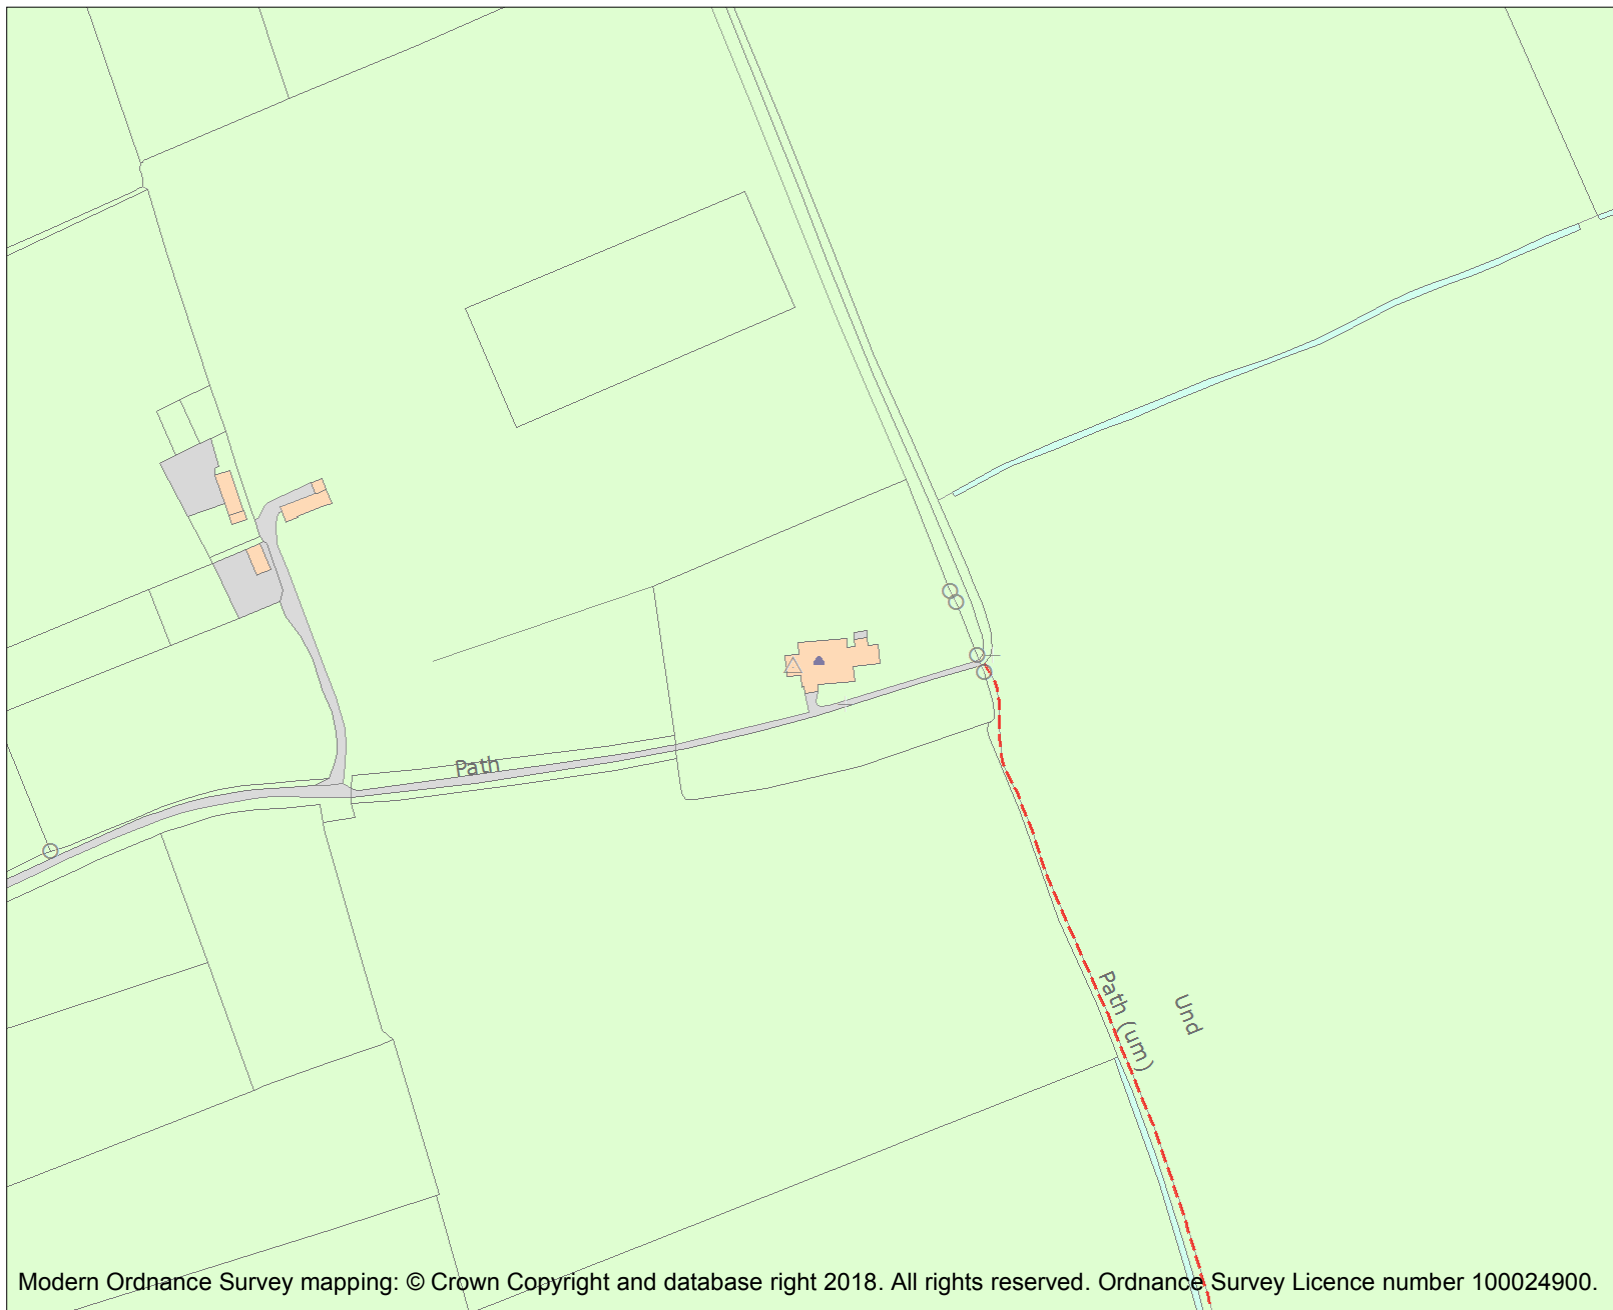 Path
Path (um)
Und
Modern Ordnance Survey mapping: © Crown Copyright and database right 2018. All rights reserved. Ordnance Survey Licence number 100024900.